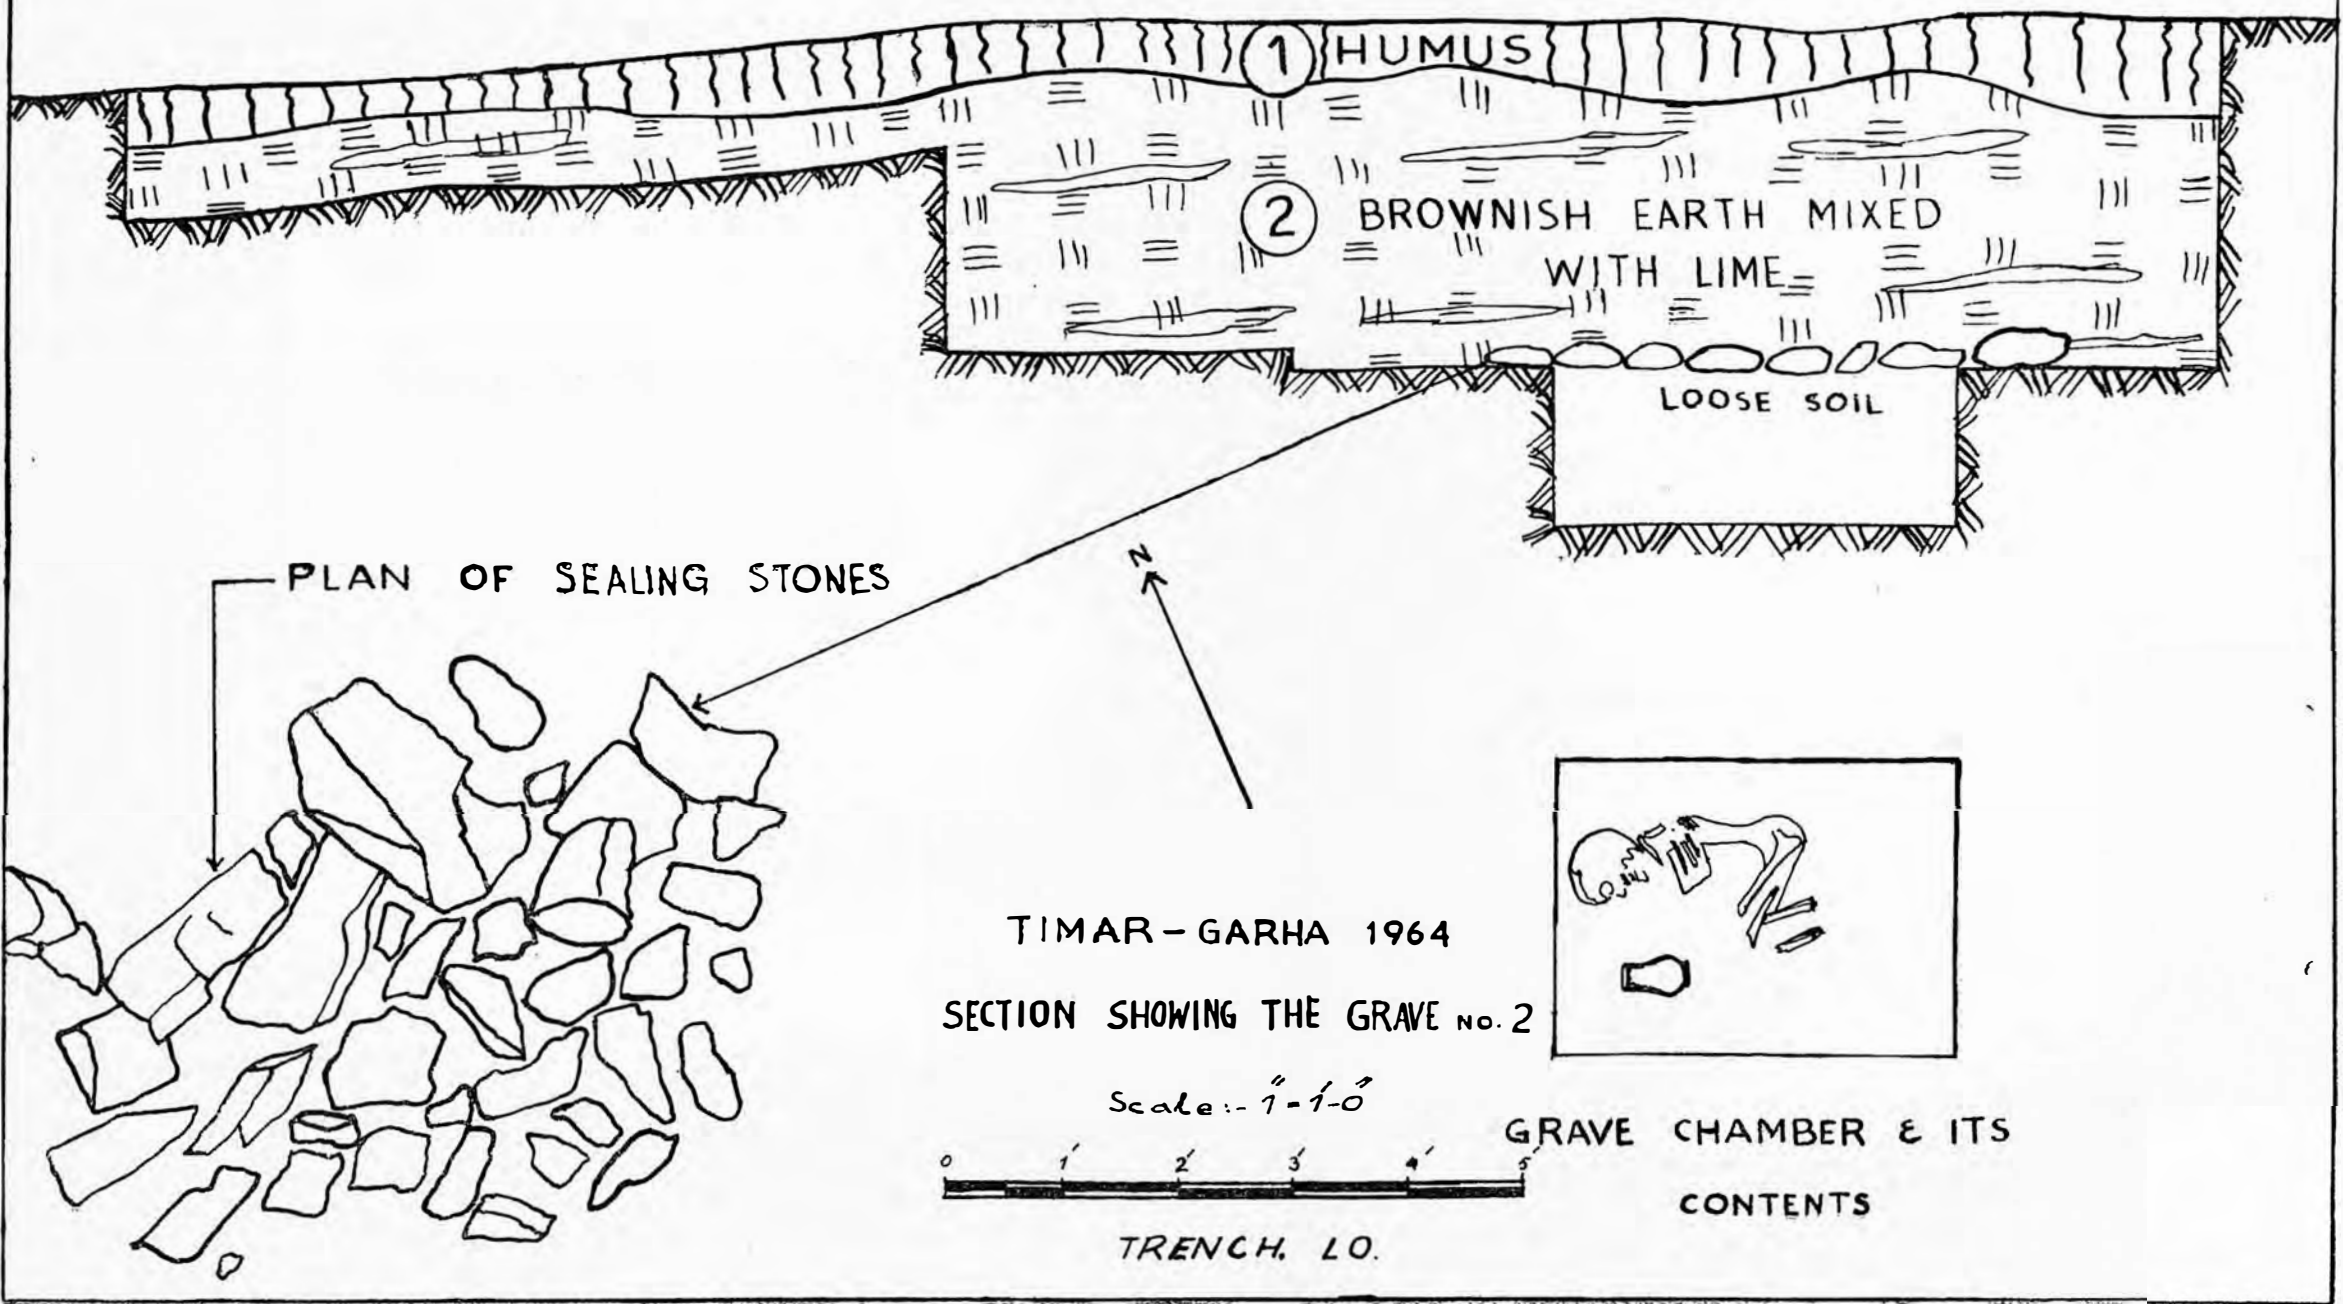 1 HUMUS
2 BROWNISH EARTH MIXED
WITH LIME
LOOSE SOIL
PLAN OF SEALING STONES
N
TIMAR-GARHA 1964
SECTION SHOWING THE GRAVE NO. 2
Scale:- 1"=1'-0"
0 1' 2' 3' 4' 5'
TRENCH. LO.
GRAVE CHAMBER & ITS
CONTENTS